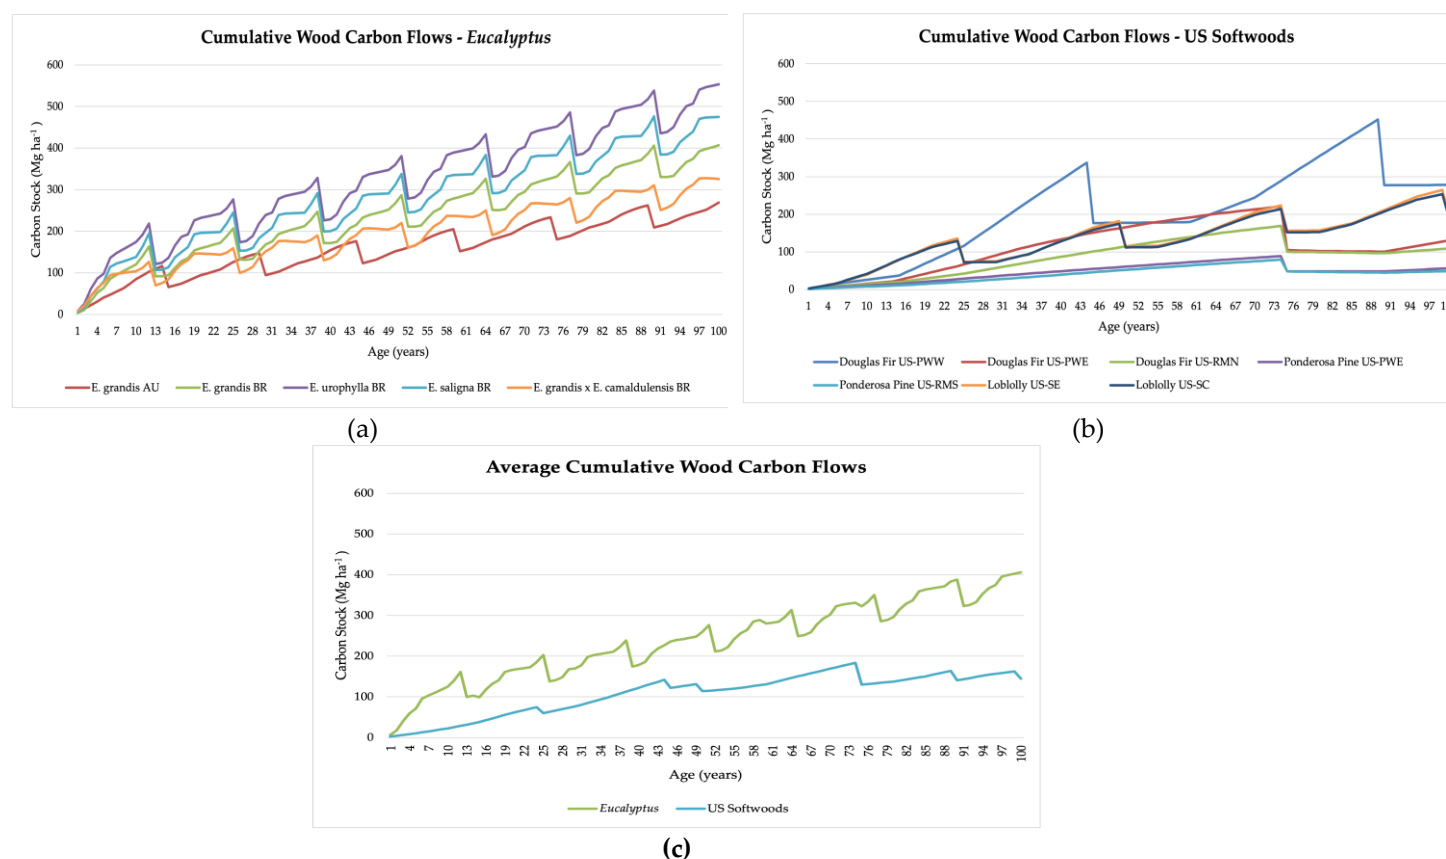 Cumulative Wood Carbon Flows - Eucalyptus
600
500
400
300
200
100
0
Carbon Stock (Mg ha⁻¹)
1 4 7 10 13 16 19 22 25 28 31 34 37 40 43 46 49 52 55 58 61 64 67 70 73 76 79 82 85 88 91 94 97 100
Age (years)
E. grandis AU E. grandis BR E. urophylla BR E. saligna BR E. grandis x E. camaldulensis BR
(a)
Cumulative Wood Carbon Flows - US Softwoods
600
500
400
300
200
100
0
Carbon Stock (Mg ha⁻¹)
1 4 7 10 13 16 19 22 25 28 31 34 37 40 43 46 49 52 55 58 61 64 67 70 73 76 79 82 85 88 91 94 97
Age (years)
Douglas Fir US-PWW Douglas Fir US-PWE Douglas Fir US-RMN Ponderosa Pine US-PWE
Ponderosa Pine US-RMS Loblolly US-SE Loblolly US-SC
(b)
Average Cumulative Wood Carbon Flows
600
500
400
300
200
100
0
Carbon Stock (Mg ha⁻¹)
1 4 7 10 13 16 19 22 25 28 31 34 37 40 43 46 49 52 55 58 61 64 67 70 73 76 79 82 85 88 91 94 97 100
Age (years)
Eucalyptus US Softwoods
(c)